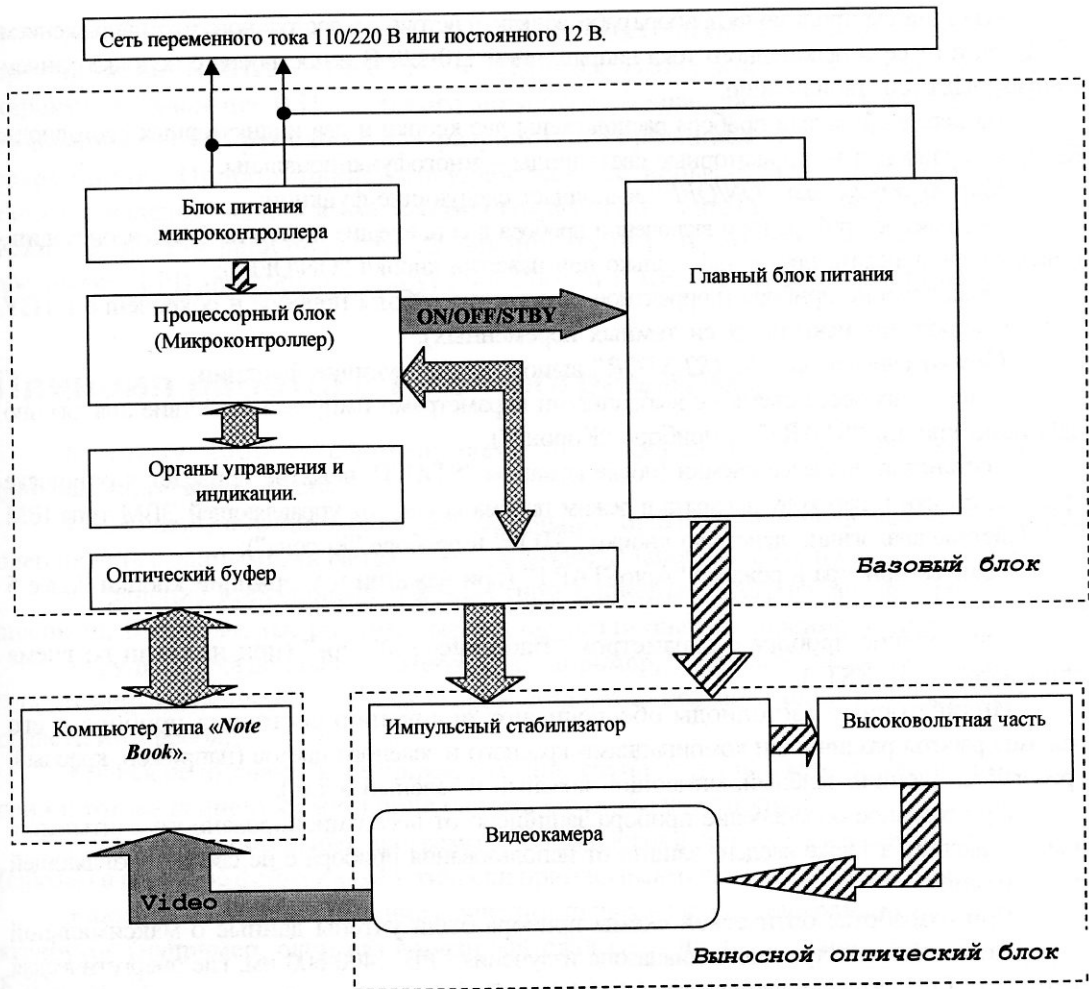 Сеть переменного тока 110/220 В или постоянного 12 В.
Блок питания
микроконтроллера
Главный блок питания
Процессорный блок
(Микроконтроллер)
ON/OFF/STBY
Органы управления и
индикации.
Оптический буфер
Базовый блок
Компьютер типа «Note
Book».
Импульсный стабилизатор
Высоковольтная часть
Видеокамера
Video
Выносной оптический блок